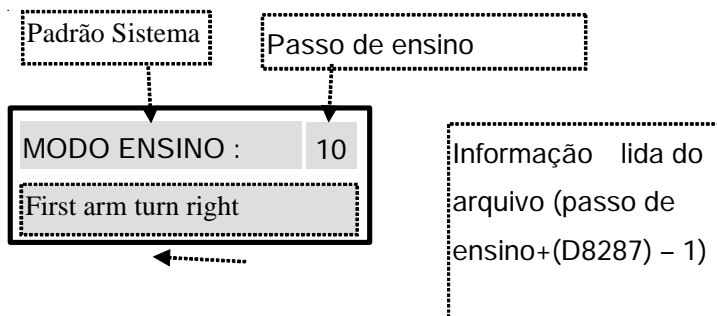 Padrão Sistema
Passo de ensino
MODO ENSINO : 10
First arm turn right
Informação lida do
arquivo (passo de
ensino+(D8287) – 1)